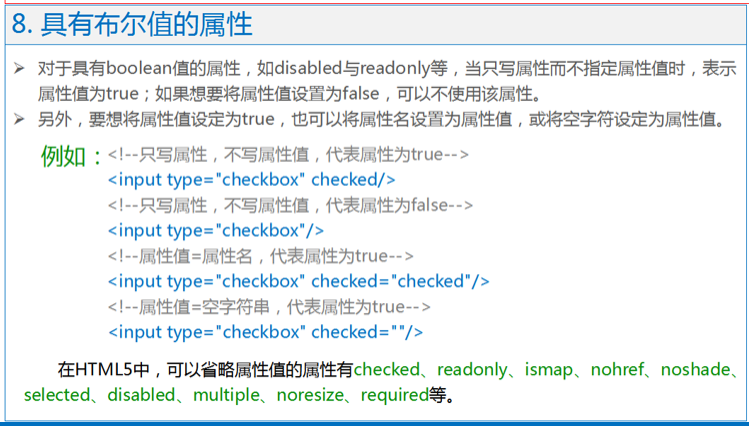 8. 具有布尔值的属性
➢ 对于具有boolean值的属性，如disabled与readonly等，当只写属性而不指定属性值时，表示
属性值为true；如果想要将属性值设置为false，可以不使用该属性。
➢ 另外，要想将属性值设定为true，也可以将属性名设置为属性值，或将空字符设定为属性值。
例如：<!--只写属性，不写属性值，代表属性为true-->
<input type="checkbox" checked/>
<!--只写属性，不写属性值，代表属性为false-->
<input type="checkbox"/>
<!--属性值=属性名，代表属性为true-->
<input type="checkbox" checked="checked"/>
<!--属性值=空字符串，代表属性为true-->
<input type="checkbox" checked=""/>
在HTML5中，可以省略属性值的属性有checked、readonly、ismap、nohref、noshade、
selected、disabled、multiple、noresize、required等。